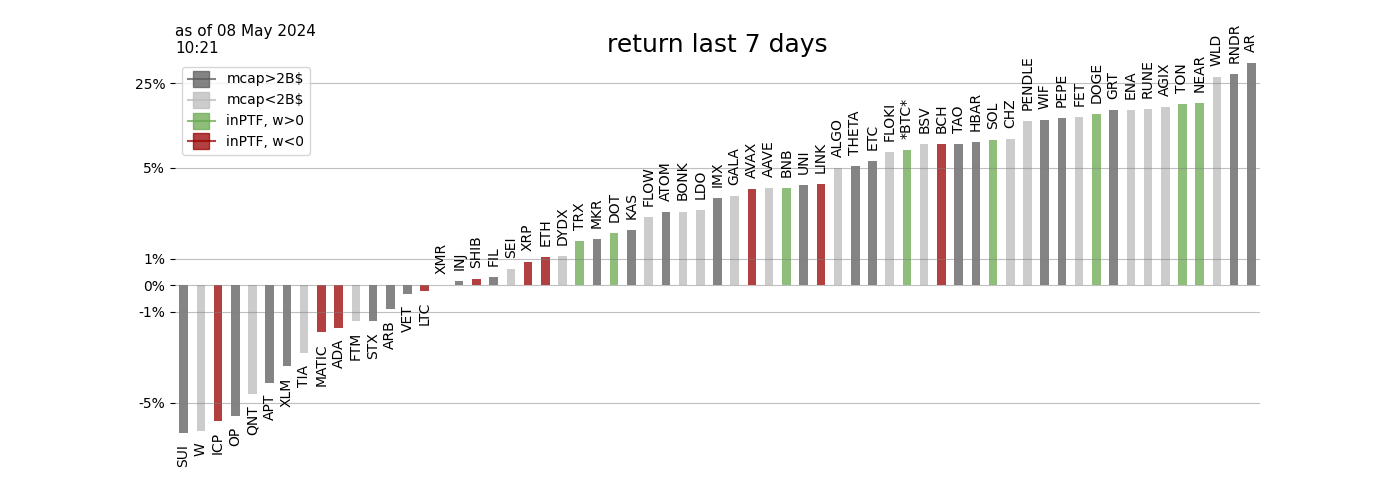 as of 08 May 2024
10:21
return last 7 days
mcap>2B$
mcap<2B$
inPTF, w>0
inPTF, w<0
25%
5%
1%
0%
-1%
-5%
SUI
W
ICP
OP
QNT
APT
XLM
TIA
MATIC
ADA
FTM
STX
ARB
VET
LTC
XMR
INJ
SHIB
FIL
SEI
XRP
ETH
DYDX
TRX
MKR
DOT
KAS
FLOW
ATOM
BONK
LDO
IMX
GALA
AVAX
AAVE
BNB
UNI
LINK
ALGO
THETA
ETC
FLOKI
*BTC*
BSV
BCH
TAO
HBAR
SOL
CHZ
PENDLE
WIF
PEPE
FET
DOGE
GRT
ENA
RUNE
AGIX
TON
NEAR
WLD
RNDR
AR